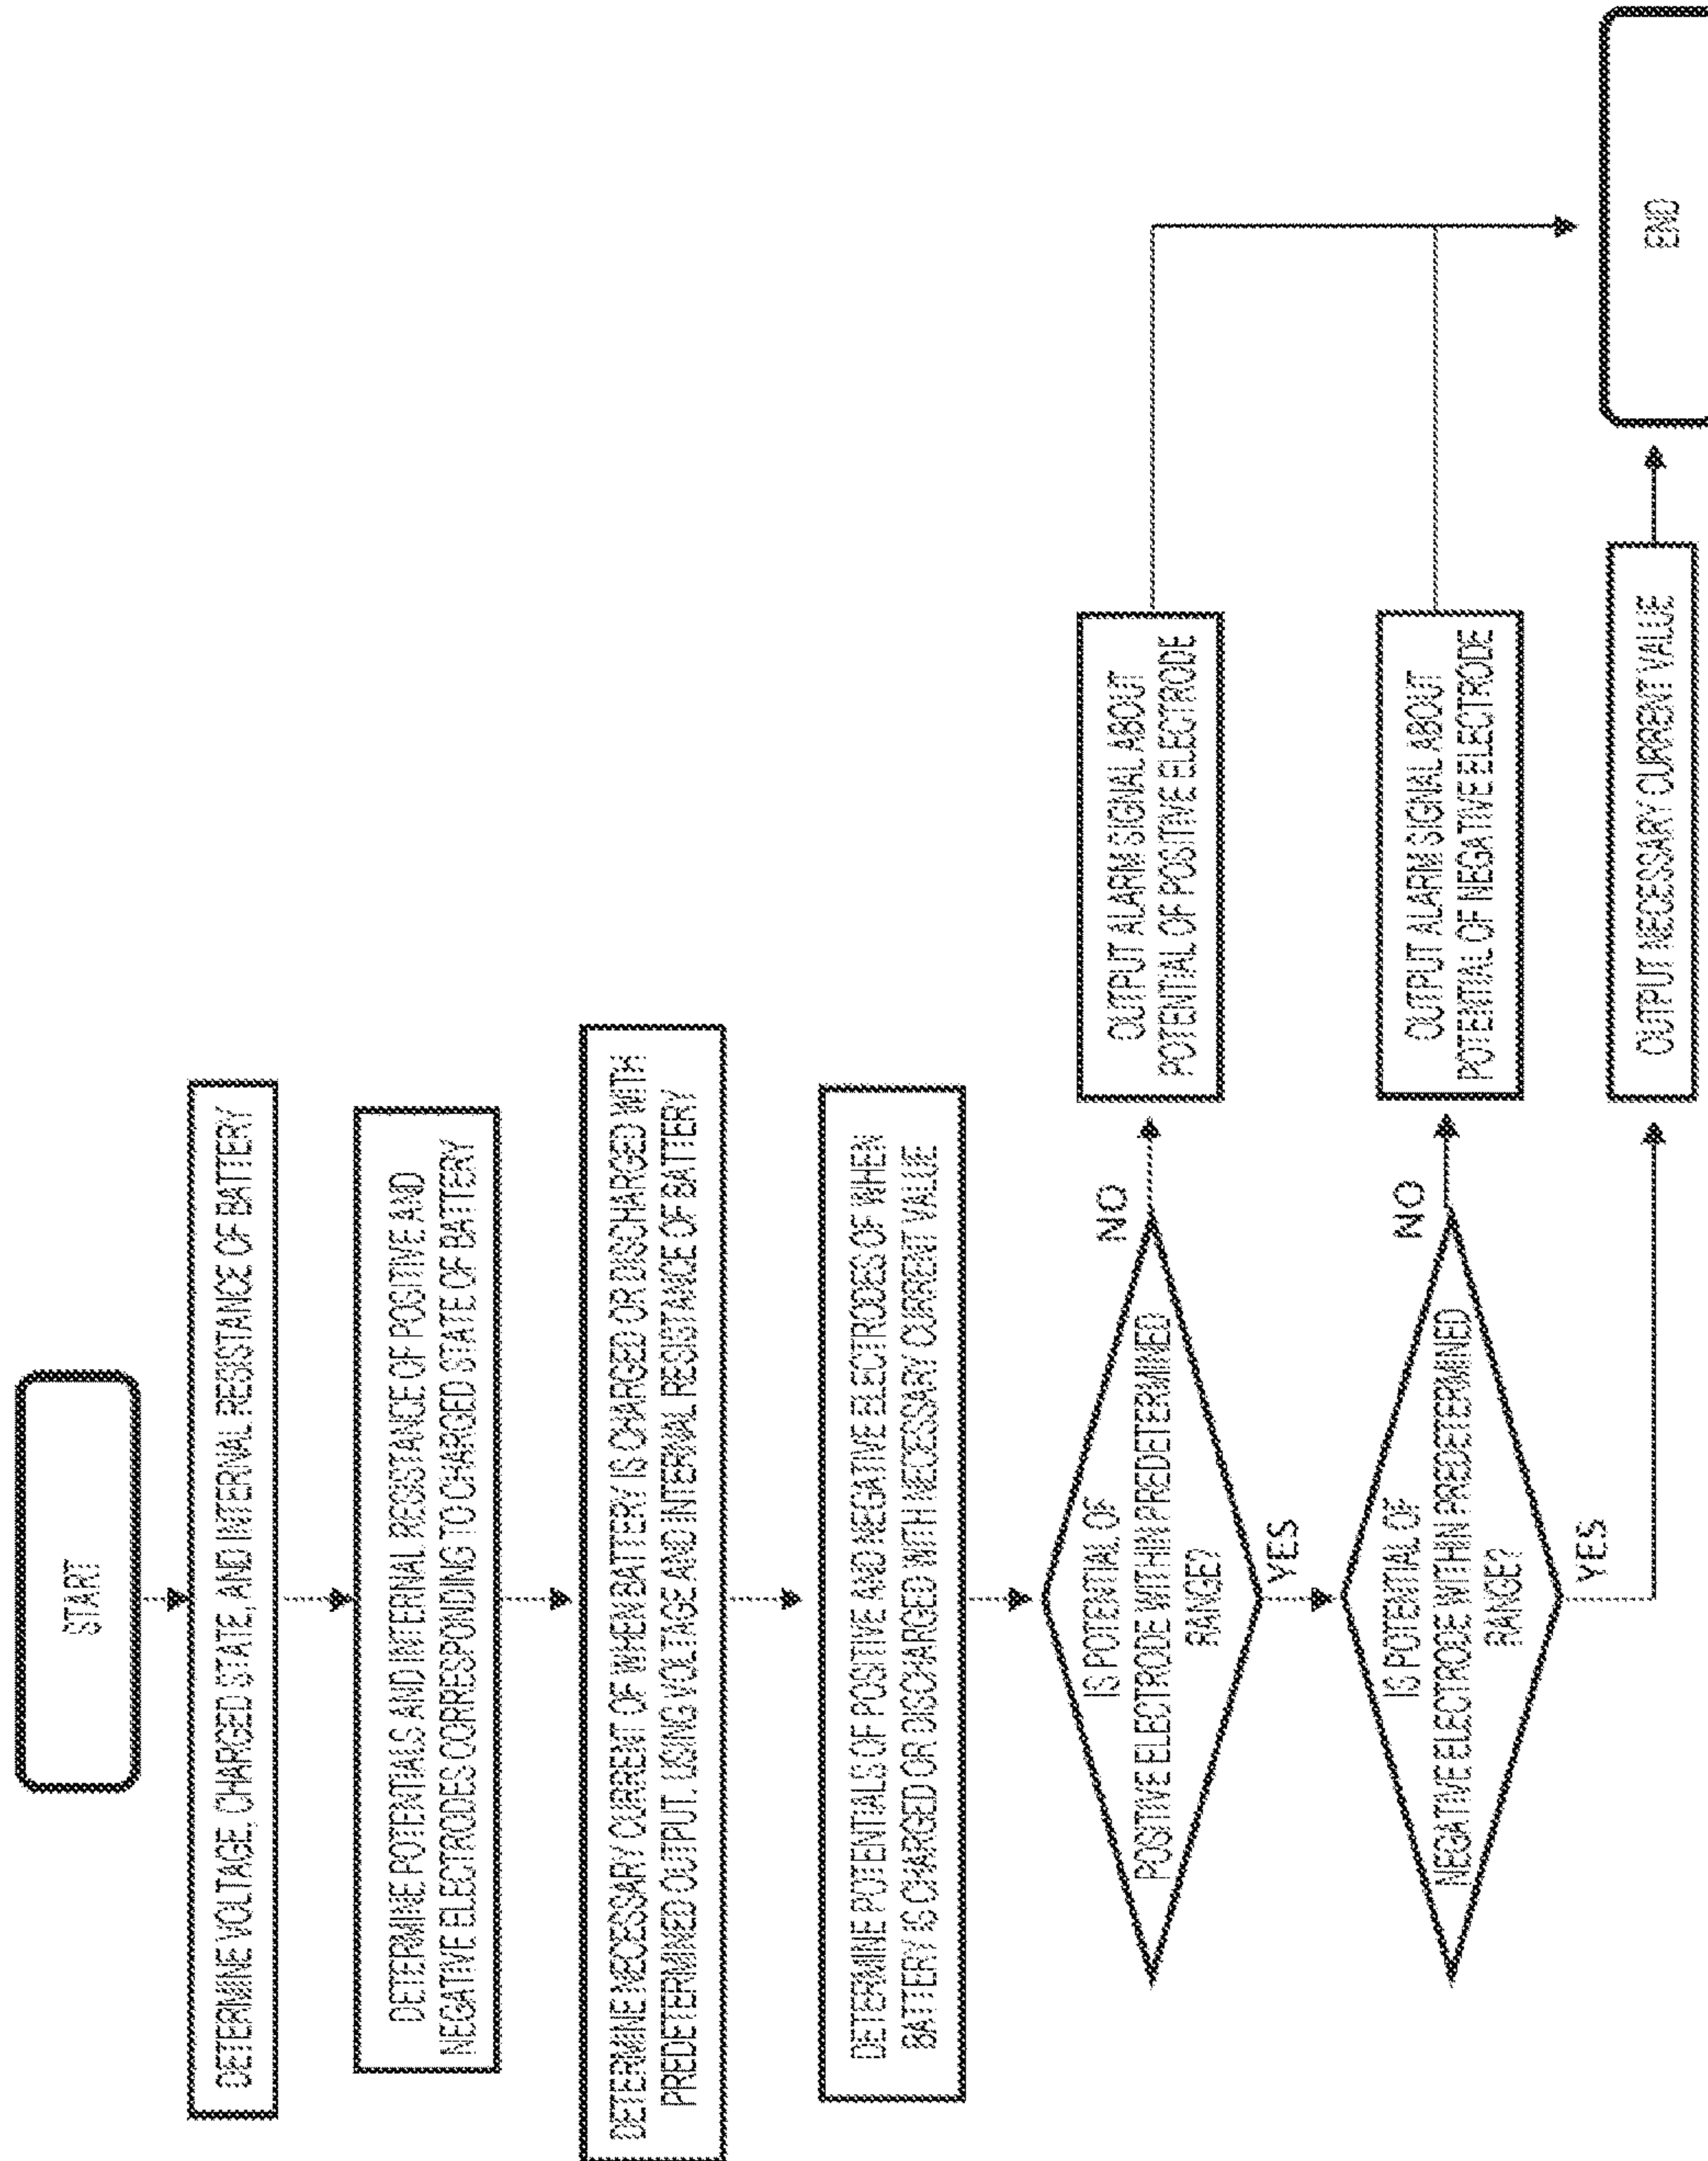 START
DETERMINE VOLTAGE, CHARGED STATE, AND INTERNAL RESISTANCE OF BATTERY
DETERMINE POTENTIALS AND INTERNAL RESISTANCE OF POSITIVE AND
NEGATIVE ELECTRODES CORRESPONDING TO CHARGED STATE OF BATTERY
DETERMINE NECESSARY CURRENT OF WHEN BATTERY IS CHARGED OR DISCHARGED WITH
PREDETERMINED OUTPUT, USING VOLTAGE AND INTERNAL RESISTANCE OF BATTERY
DETERMINE POTENTIALS OF POSITIVE AND NEGATIVE ELECTRODES OF WHEN
BATTERY IS CHARGED OR DISCHARGED WITH NECESSARY CURRENT VALUE
IS POTENTIAL OF
POSITIVE ELECTRODE WITHIN PREDETERMINED
RANGE?
NO
OUTPUT ALARM SIGNAL ABOUT
POTENTIAL OF POSITIVE ELECTRODE
YES
IS POTENTIAL OF
NEGATIVE ELECTRODE WITHIN PREDETERMINED
RANGE?
NO
OUTPUT ALARM SIGNAL ABOUT
POTENTIAL OF NEGATIVE ELECTRODE
YES
OUTPUT NECESSARY CURRENT VALUE
END